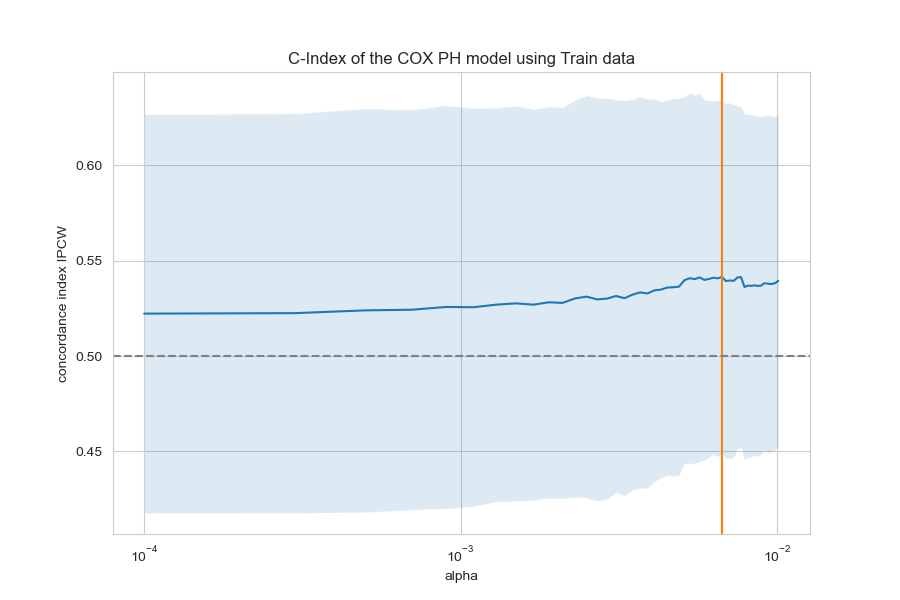 C-Index of the COX PH model using Train data
concordance index IPCW
0.60
0.55
0.50
0.45
10⁻⁴
10⁻³
10⁻²
alpha